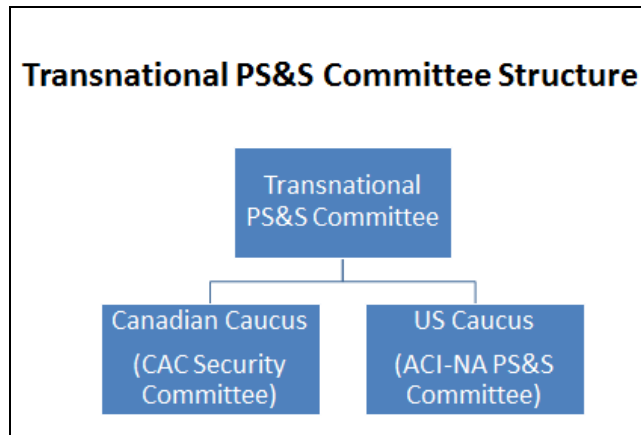 Transnational PS&S Committee Structure
Transnational
PS&S Committee
Canadian Caucus
(CAC Security
Committee)
US Caucus
(ACI-NA PS&S
Committee)